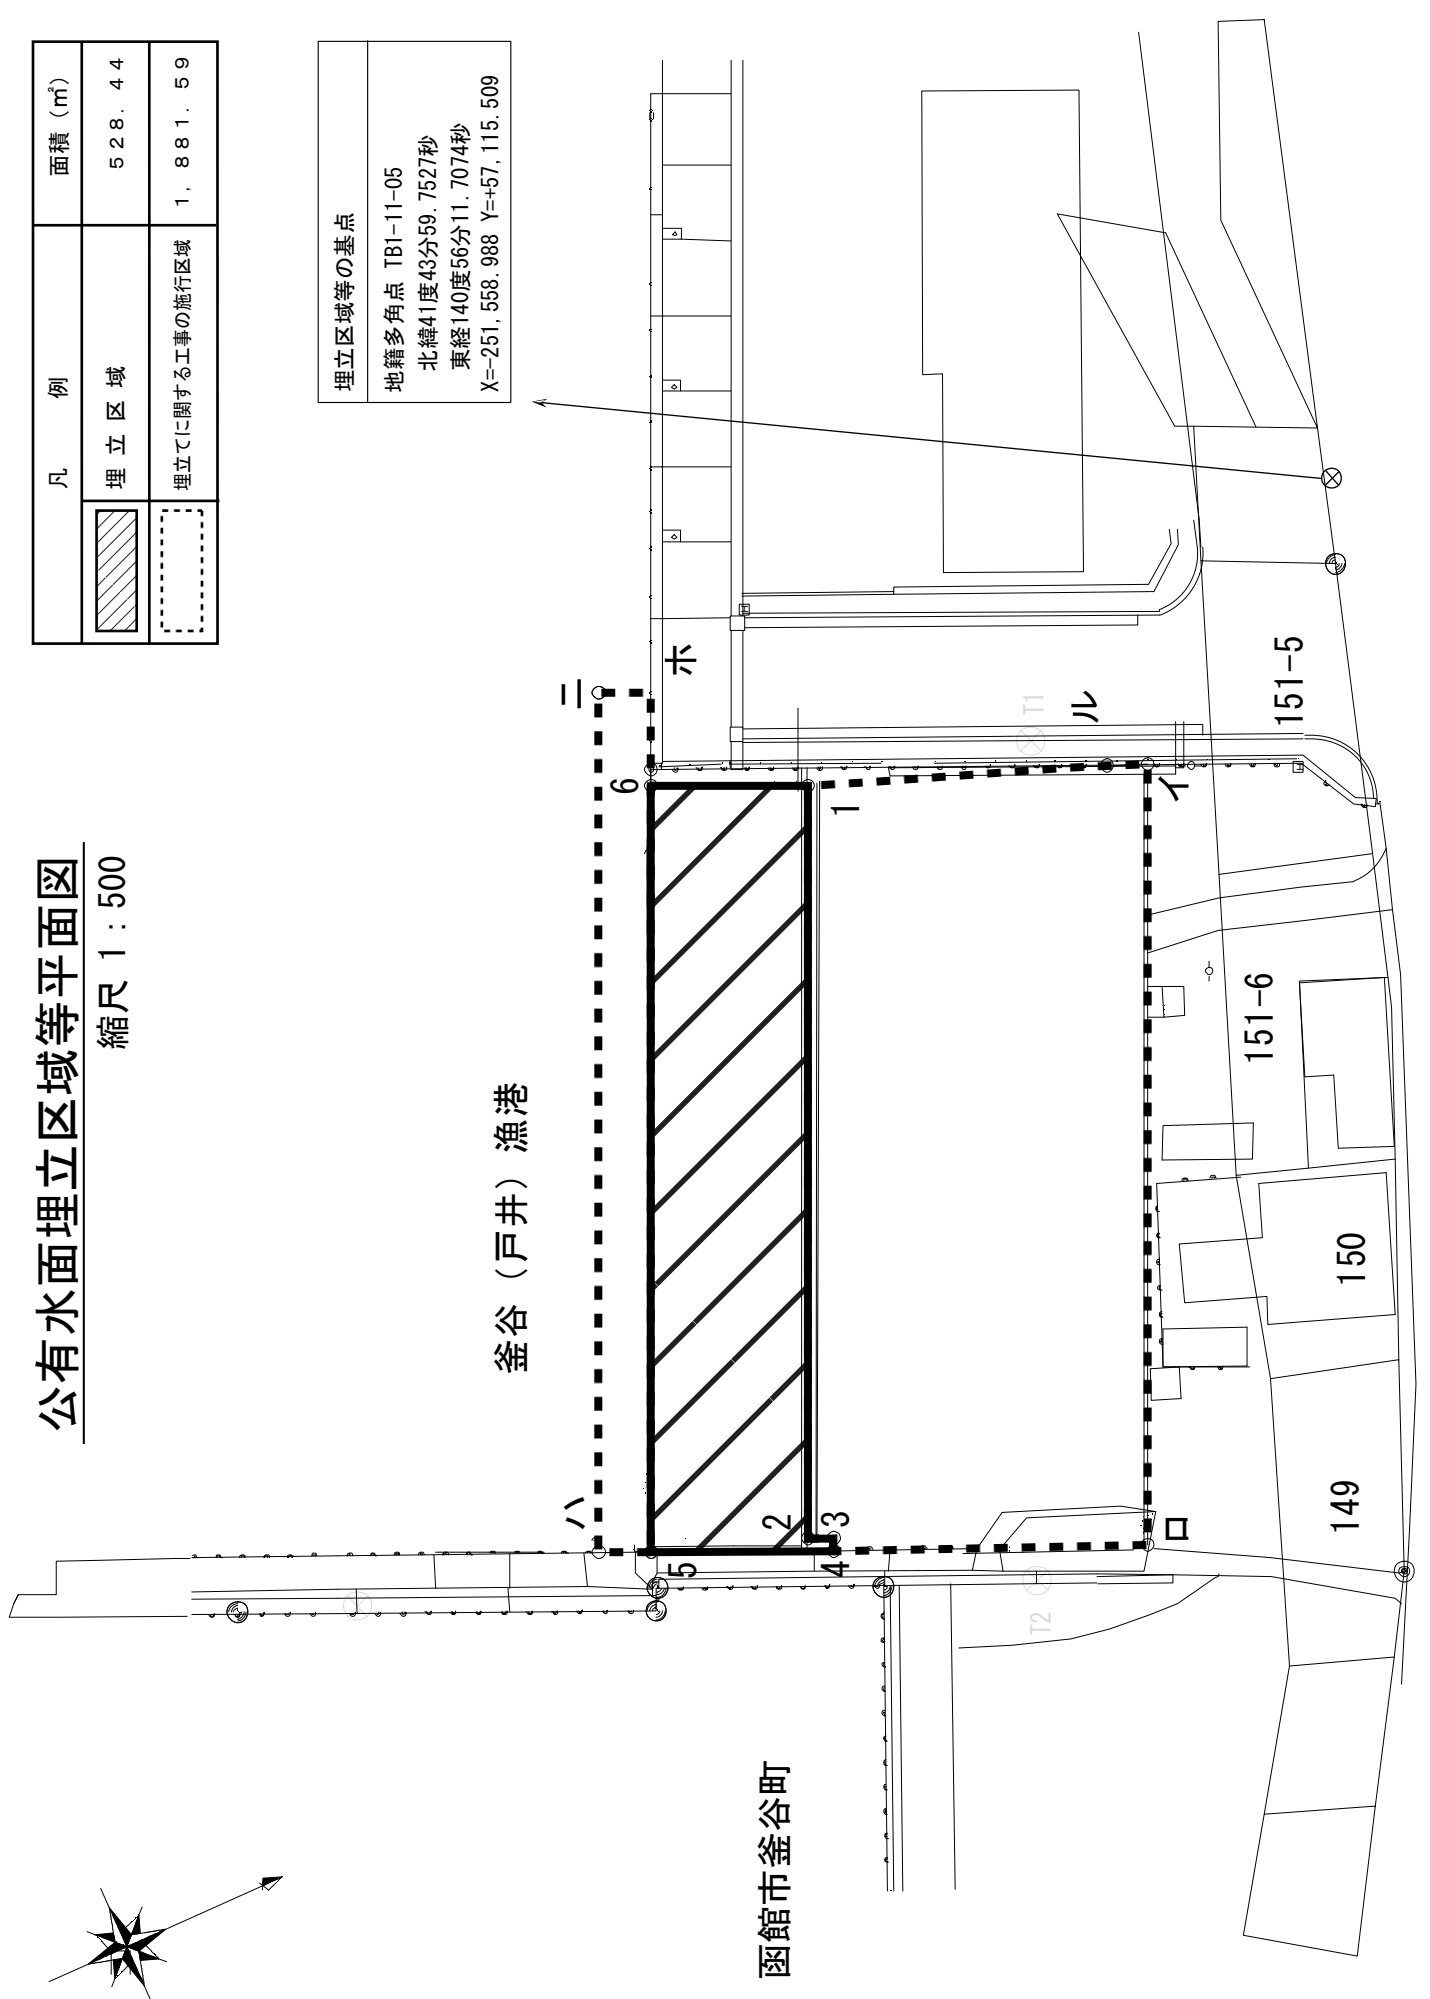 公有水面埋立区域等平面図
縮尺 1：500
凡 例
面積（㎡）
埋 立 区 域
528.44
埋立てに関する工事の施行区域
1,881.59
埋立区域等の基点
地籍多角点 TB1-11-05
北緯41度43分59.7527秒
東経140度56分11.7074秒
X=-251,558.988 Y=+57,115.509
釜谷（戸井）漁港
函館市釜谷町
ハ
ニ
ホ
5
6
2
3
4
1
ル
イ
ロ
T1
T2
151-5
151-6
150
149